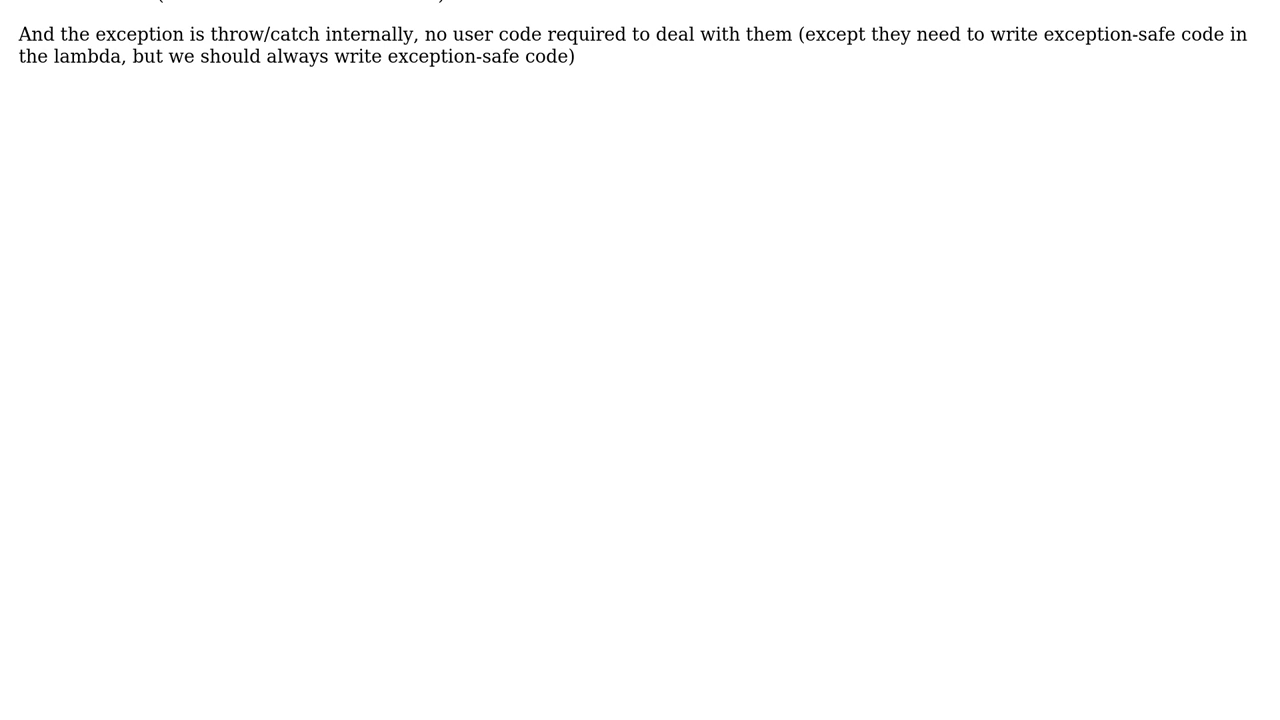 And the exception is throw/catch internally, no user code required to deal with them (except they need to write exception-safe code in
the lambda, but we should always write exception-safe code)